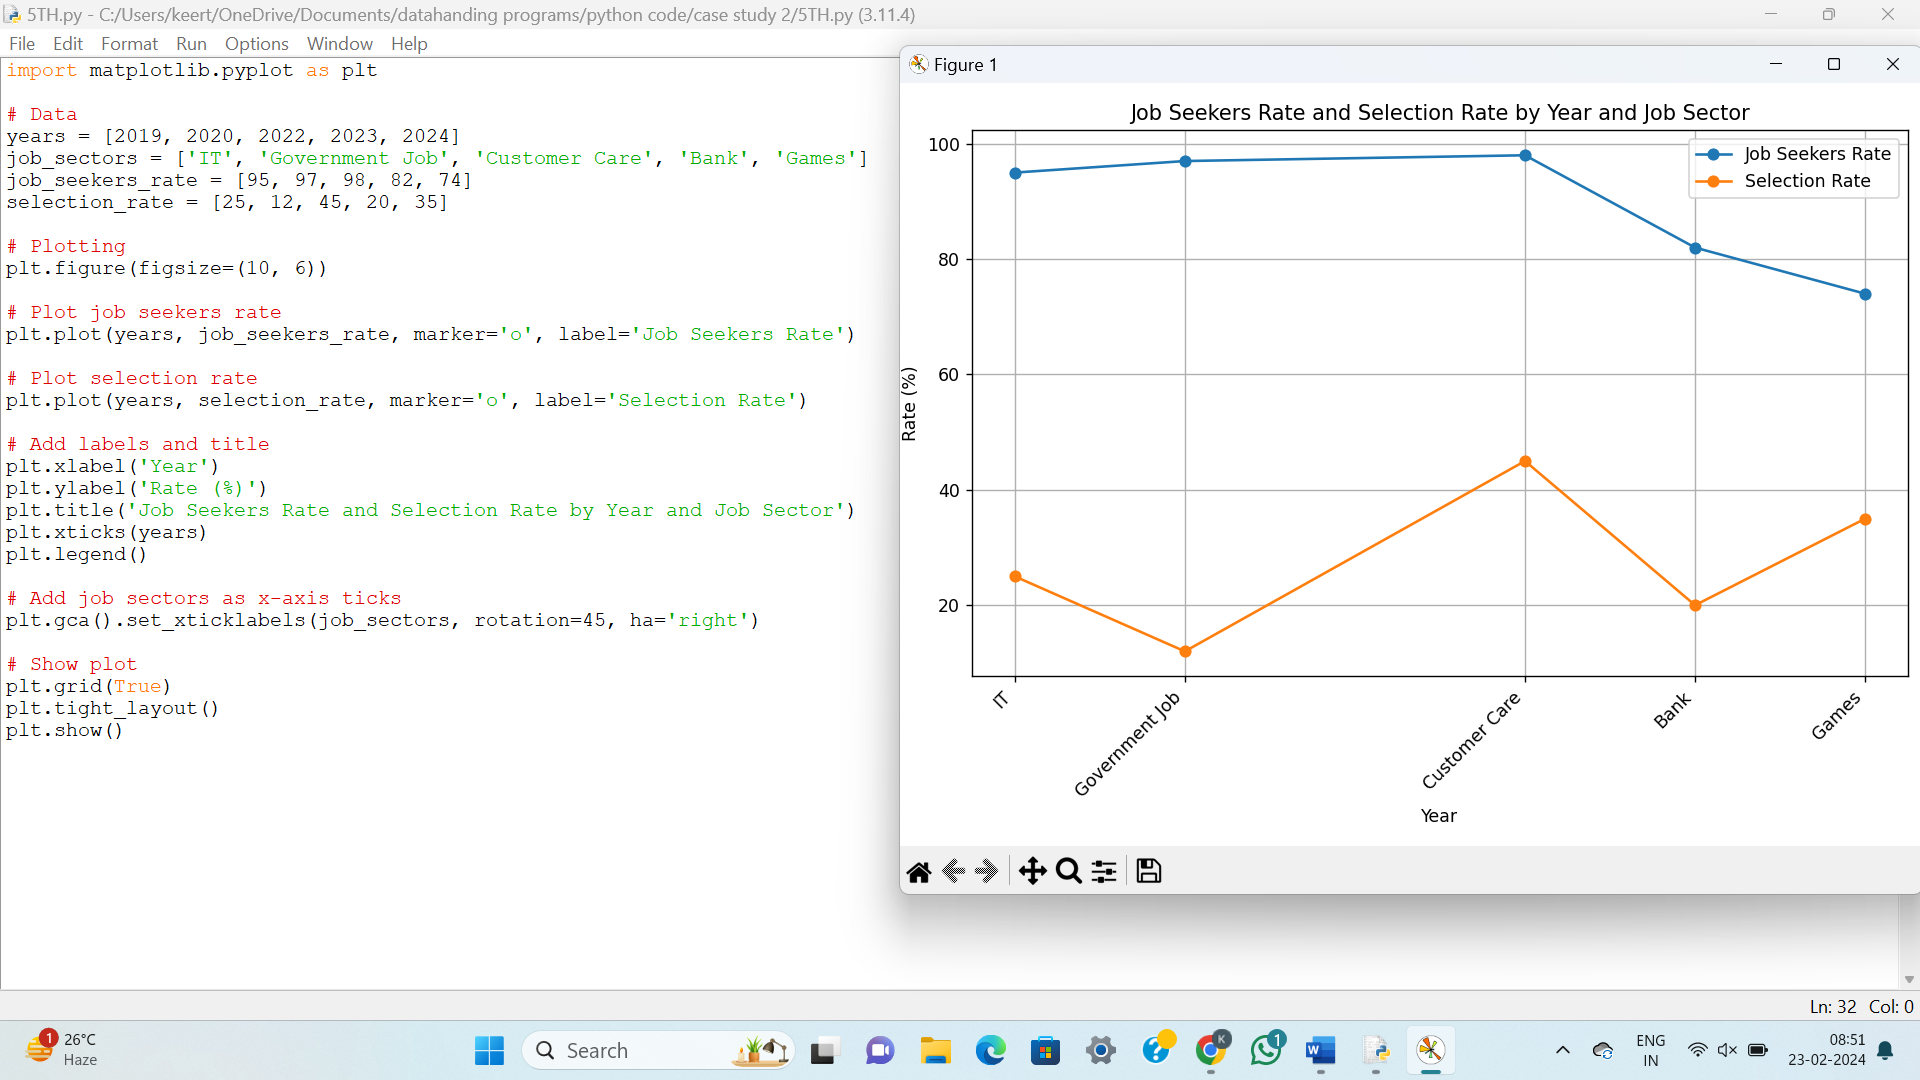 5TH.py - C:/Users/keert/OneDrive/Documents/datahanding programs/python code/case study 2/5TH.py (3.11.4)
File Edit Format Run Options Window Help
import matplotlib.pyplot as plt
# Data
years = [2019, 2020, 2022, 2023, 2024]
job_sectors = ['IT', 'Government Job', 'Customer Care', 'Bank', 'Games']
job_seekers_rate = [95, 97, 98, 82, 74]
selection_rate = [25, 12, 45, 20, 35]
# Plotting
plt.figure(figsize=(10, 6))
# Plot job seekers rate
plt.plot(years, job_seekers_rate, marker='o', label='Job Seekers Rate')
# Plot selection rate
plt.plot(years, selection_rate, marker='o', label='Selection Rate')
# Add labels and title
plt.xlabel('Year')
plt.ylabel('Rate (%)')
plt.title('Job Seekers Rate and Selection Rate by Year and Job Sector')
plt.xticks(years)
plt.legend()
# Add job sectors as x-axis ticks
plt.gca().set_xticklabels(job_sectors, rotation=45, ha='right')
# Show plot
plt.grid(True)
plt.tight_layout()
plt.show()
Figure 1
Job Seekers Rate and Selection Rate by Year and Job Sector
Job Seekers Rate
Selection Rate
100
80
60
40
20
Rate (%)
IT
Government Job
Customer Care
Bank
Games
Year
Ln: 32 Col: 0
1
26°C
Haze
Search
K
1
W
ENG
IN
08:51
23-02-2024